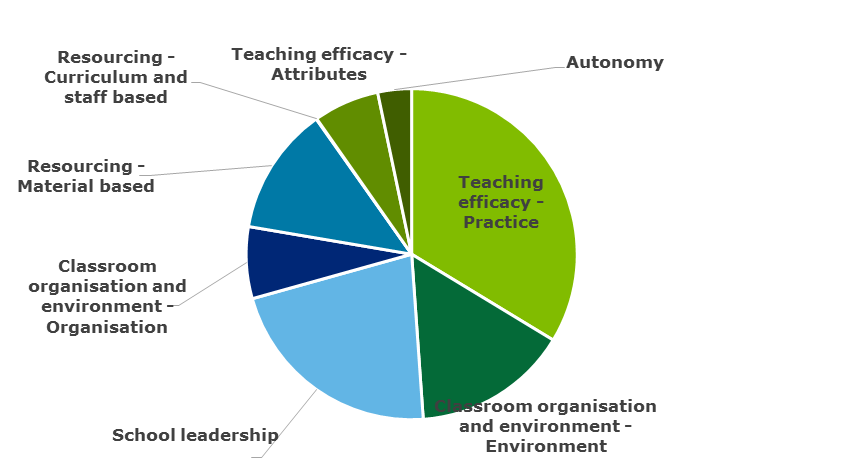 Teaching efficacy -
Attributes
Autonomy
Resourcing -
Curriculum and
staff based
Resourcing -
Material based
Teaching
efficacy -
Practice
Classroom
organisation and
environment -
Organisation
School leadership
Classroom organisation
and environment -
Environment